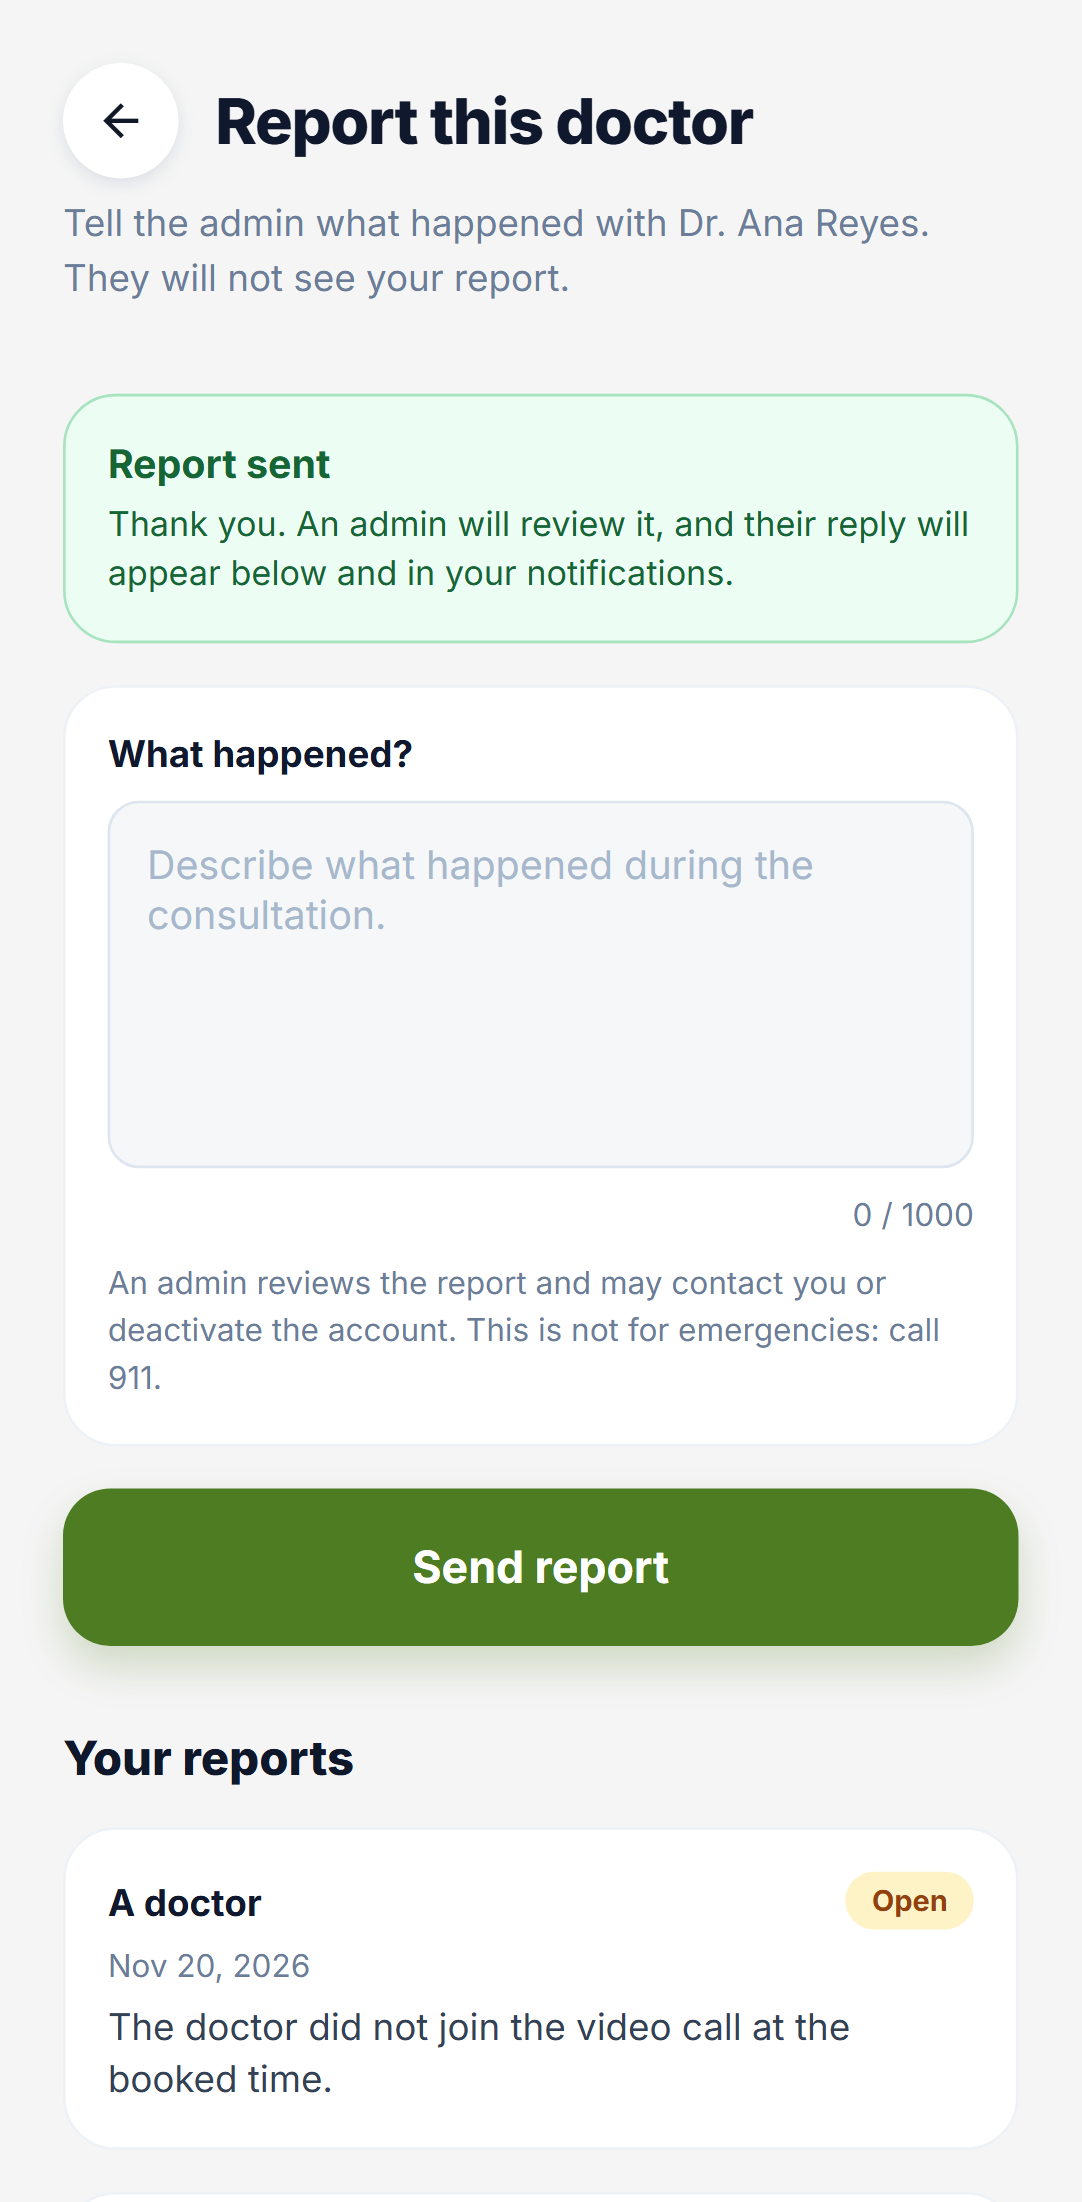 Report this doctor
Tell the admin what happened with Dr. Ana Reyes.
They will not see your report.
Report sent
Thank you. An admin will review it, and their reply will
appear below and in your notifications.
What happened?
Describe what happened during the
consultation.
0 / 1000
An admin reviews the report and may contact you or
deactivate the account. This is not for emergencies: call
911.
Send report
Your reports
A doctor
Open
Nov 20, 2026
The doctor did not join the video call at the
booked time.